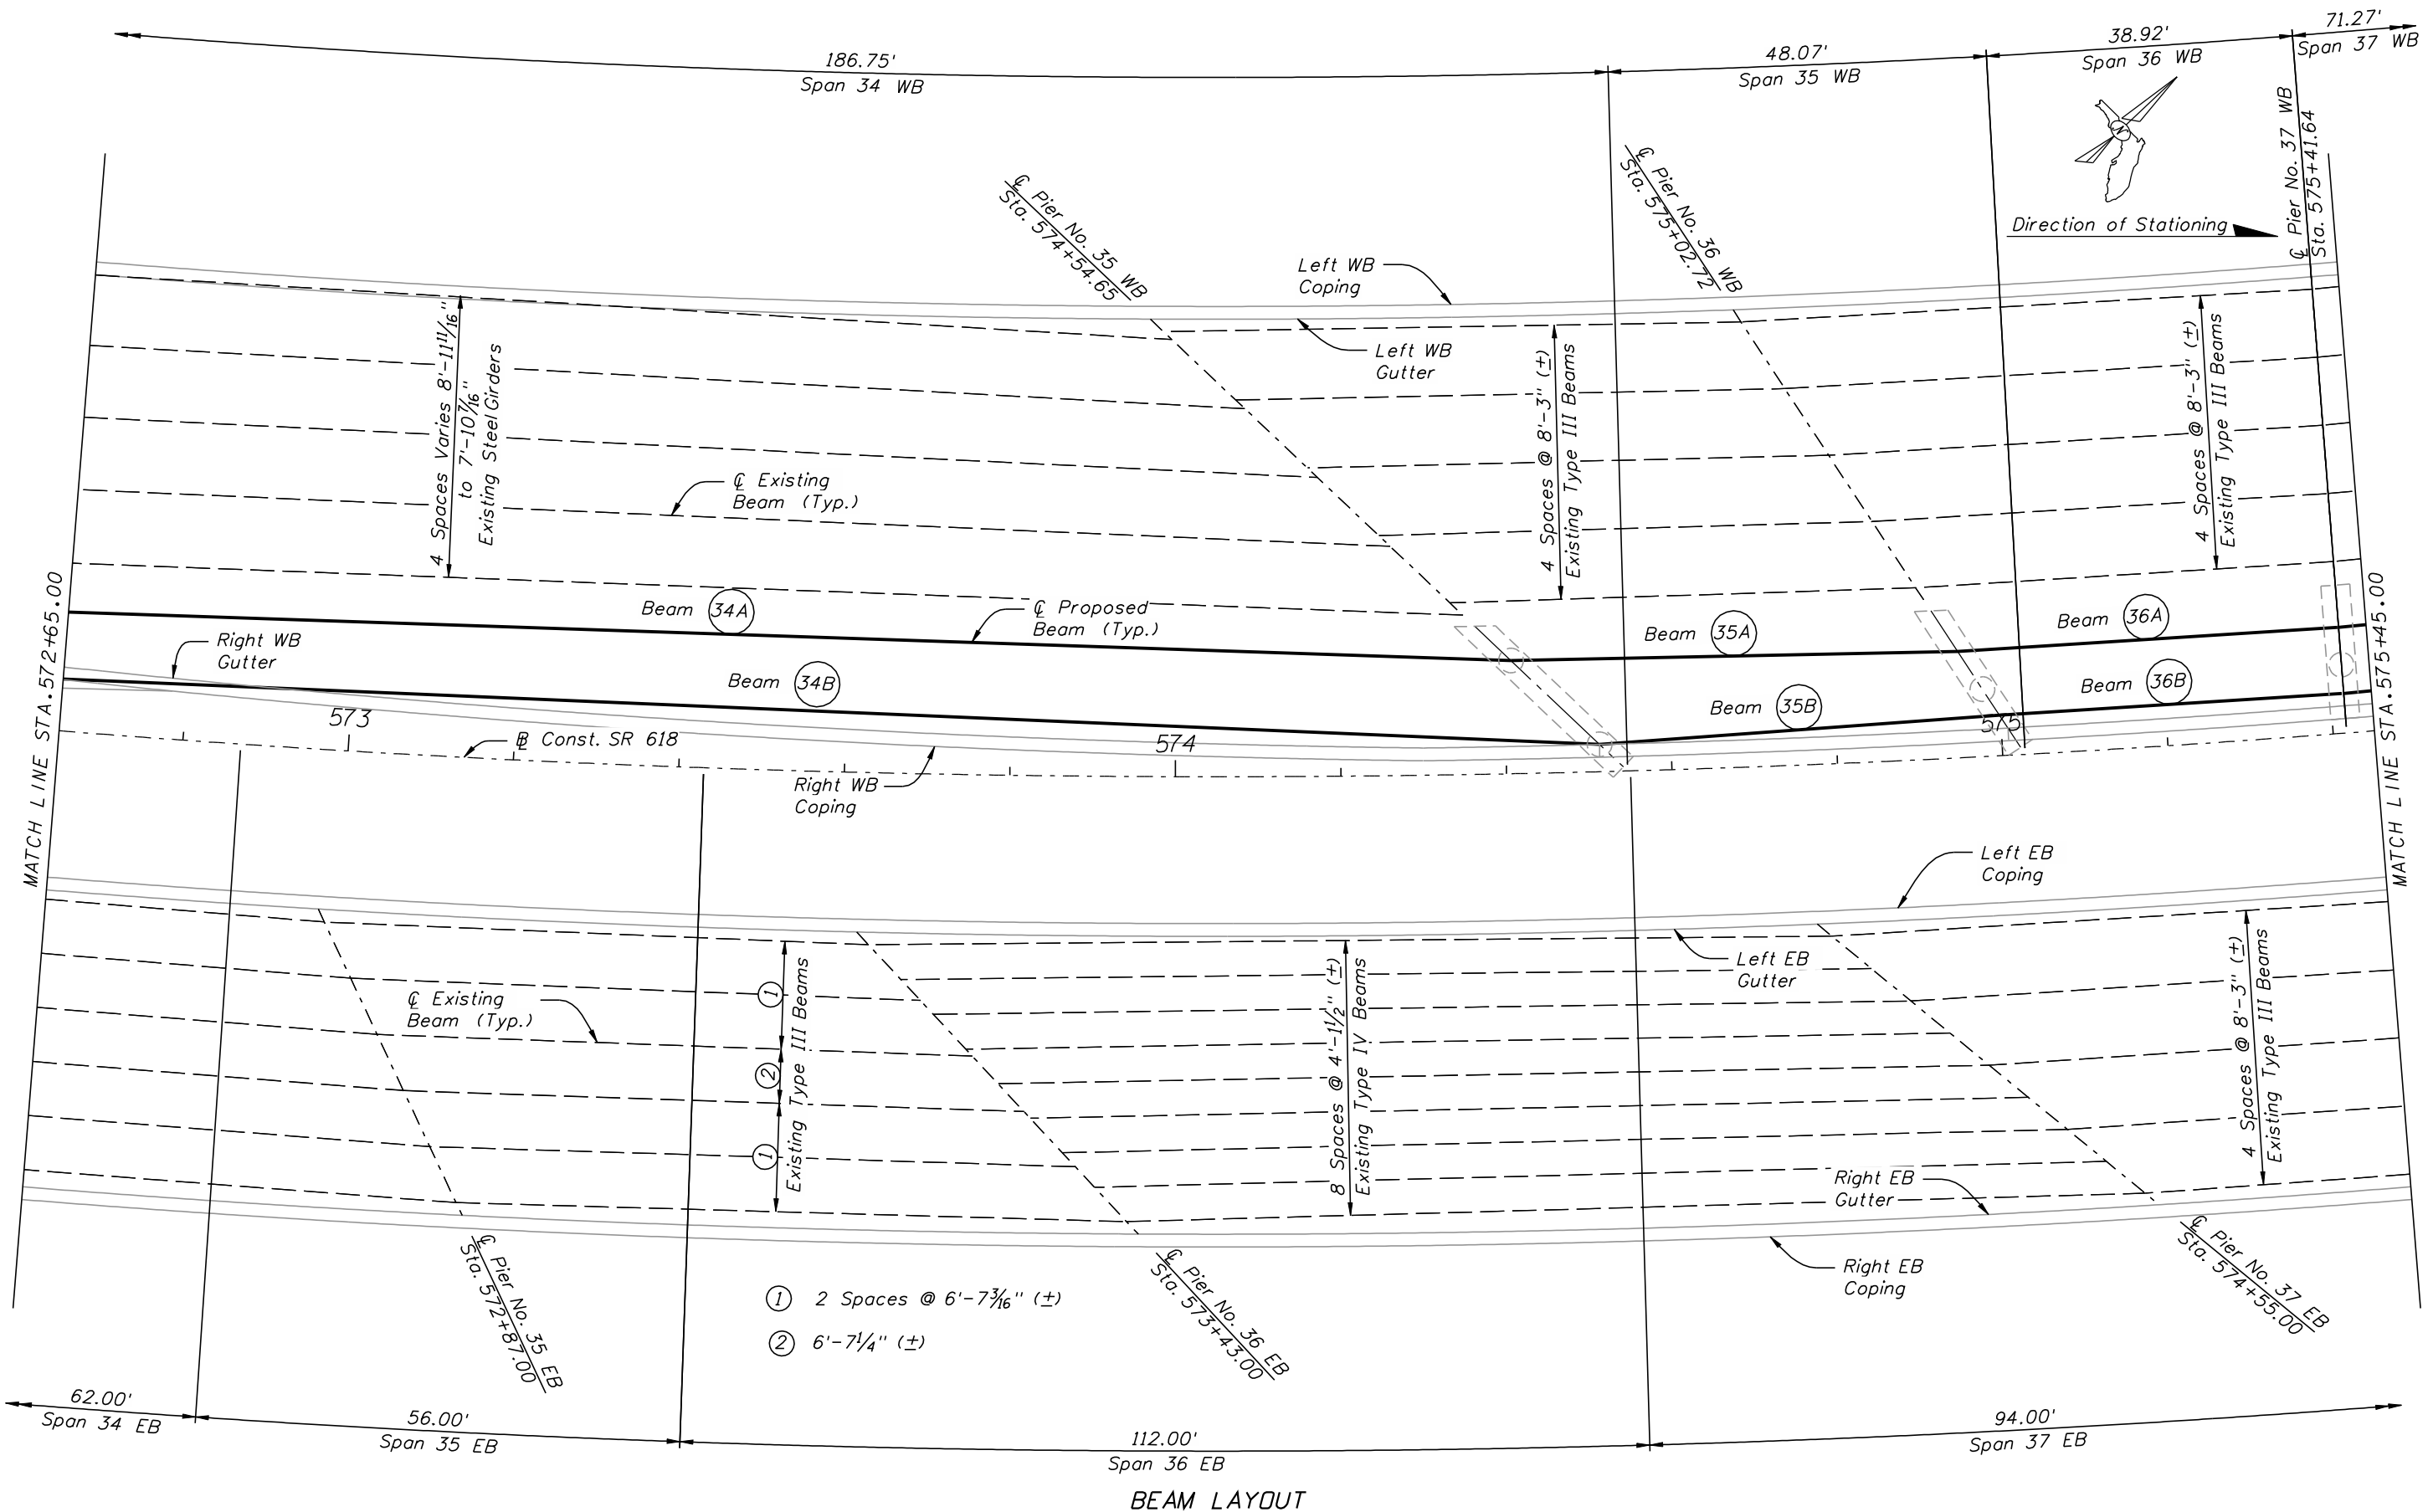 186.75'
Span 34 WB
48.07'
Span 35 WB
38.92'
Span 36 WB
71.27'
Span 37 WB
℄ Pier No. 35 WB
Sta. 574+54.65
℄ Pier No. 36 WB
Sta. 575+02.72
℄ Pier No. 37 WB
Sta. 575+41.64
N
Direction of Stationing
Left WB
Coping
Left WB
Gutter
4 Spaces Varies 8'-11 11/16"
to 7'-10 7/16"
Existing Steel Girders
4 Spaces @ 8'-3" (±)
Existing Type III Beams
4 Spaces @ 8'-3" (±)
Existing Type III Beams
℄ Existing
Beam (Typ.)
MATCH LINE STA. 572+65.00
MATCH LINE STA. 575+45.00
Beam 34A
℄ Proposed
Beam (Typ.)
Beam 35A
Beam 36A
Right WB
Gutter
Beam 34B
Beam 35B
Beam 36B
573
574
575
℄ Const. SR 618
Right WB
Coping
Left EB
Coping
Left EB
Gutter
℄ Existing
Beam (Typ.)
1
2
1
Existing Type III Beams
8 Spaces @ 4'-1 1/2" (±)
Existing Type IV Beams
4 Spaces @ 8'-3" (±)
Existing Type III Beams
Right EB
Gutter
Right EB
Coping
℄ Pier No. 35 EB
Sta. 572+87.00
℄ Pier No. 36 EB
Sta. 573+43.00
℄ Pier No. 37 EB
Sta. 574+55.00
1 2 Spaces @ 6'-7 3/16" (±)
2 6'-7 1/4" (±)
62.00'
Span 34 EB
56.00'
Span 35 EB
112.00'
Span 36 EB
94.00'
Span 37 EB
BEAM LAYOUT